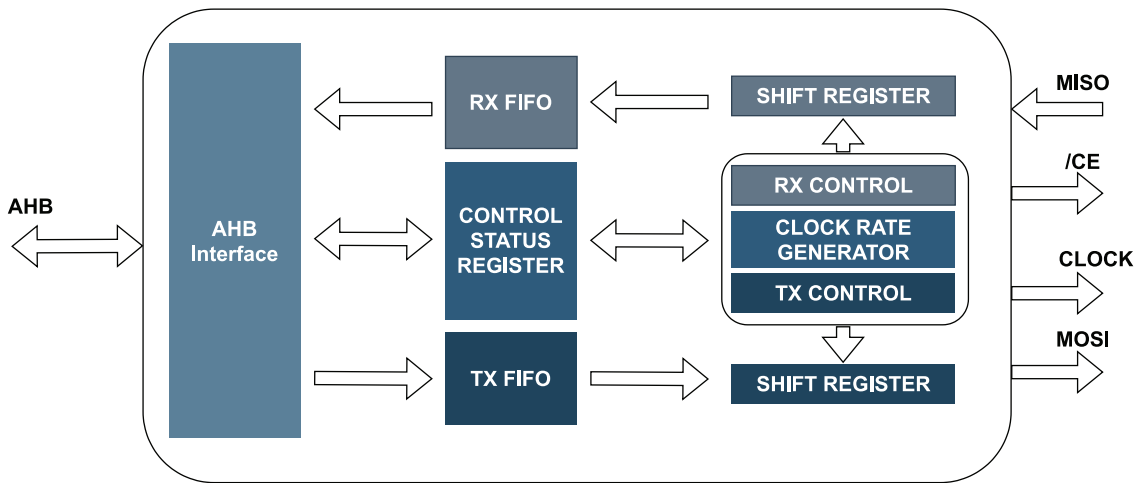 AHB
AHB
Interface
RX FIFO
CONTROL
STATUS
REGISTER
TX FIFO
SHIFT REGISTER
RX CONTROL
CLOCK RATE
GENERATOR
TX CONTROL
SHIFT REGISTER
MISO
/CE
CLOCK
MOSI